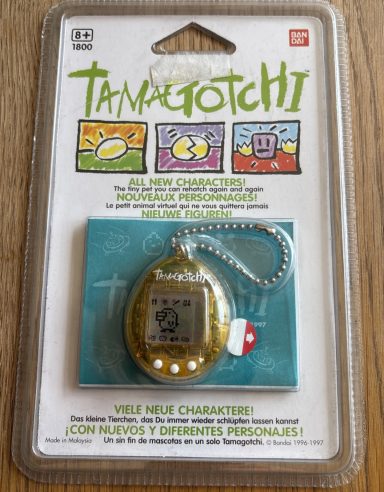 8+
1800
BAN
DAI
TAMAGOTCHI
ALL NEW CHARACTERS!
The tiny pet you can rehatch again and again
NOUVEAUX PERSONNAGES!
Le petit animal virtuel qui ne vous quittera jamais
NIEUWE FIGUREN!
TAMAGOTCHI
1997
VIELE NEUE CHARAKTERE!
Das kleine Tierchen, das Du immer wieder schlüpfen lassen kannst
¡CON NUEVOS Y DIFERENTES PERSONAJES!
Made in Malaysia
Un sin fin de mascotas en un solo Tamagotchi.
© Bandai 1996-1997